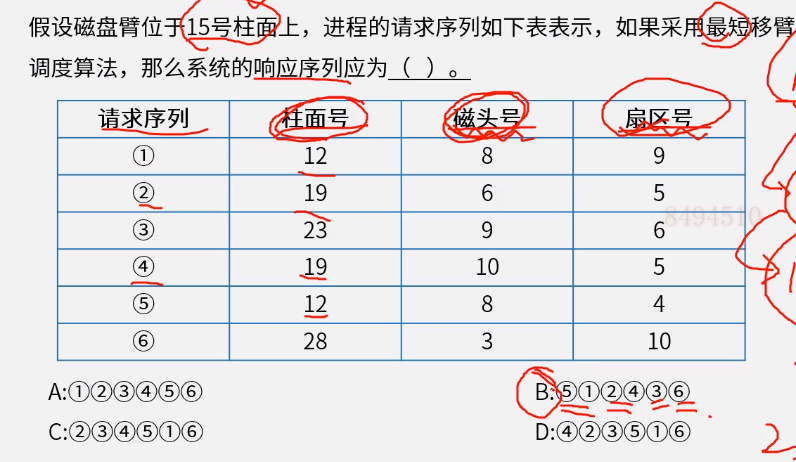 假设磁盘臂位于15号柱面上，进程的请求序列如下表表示，如果采用最短移臂
调度算法，那么系统的响应序列应为（ ）。
请求序列 柱面号 磁头号 扇区号
① 12 8 9
② 19 6 5
③ 23 9 6
8494510
④ 19 10 5
⑤ 12 8 4
⑥ 28 3 10
A:①②③④⑤⑥ B:⑤①②④③⑥
C:②③④⑤①⑥ D:④②③⑤①⑥
2